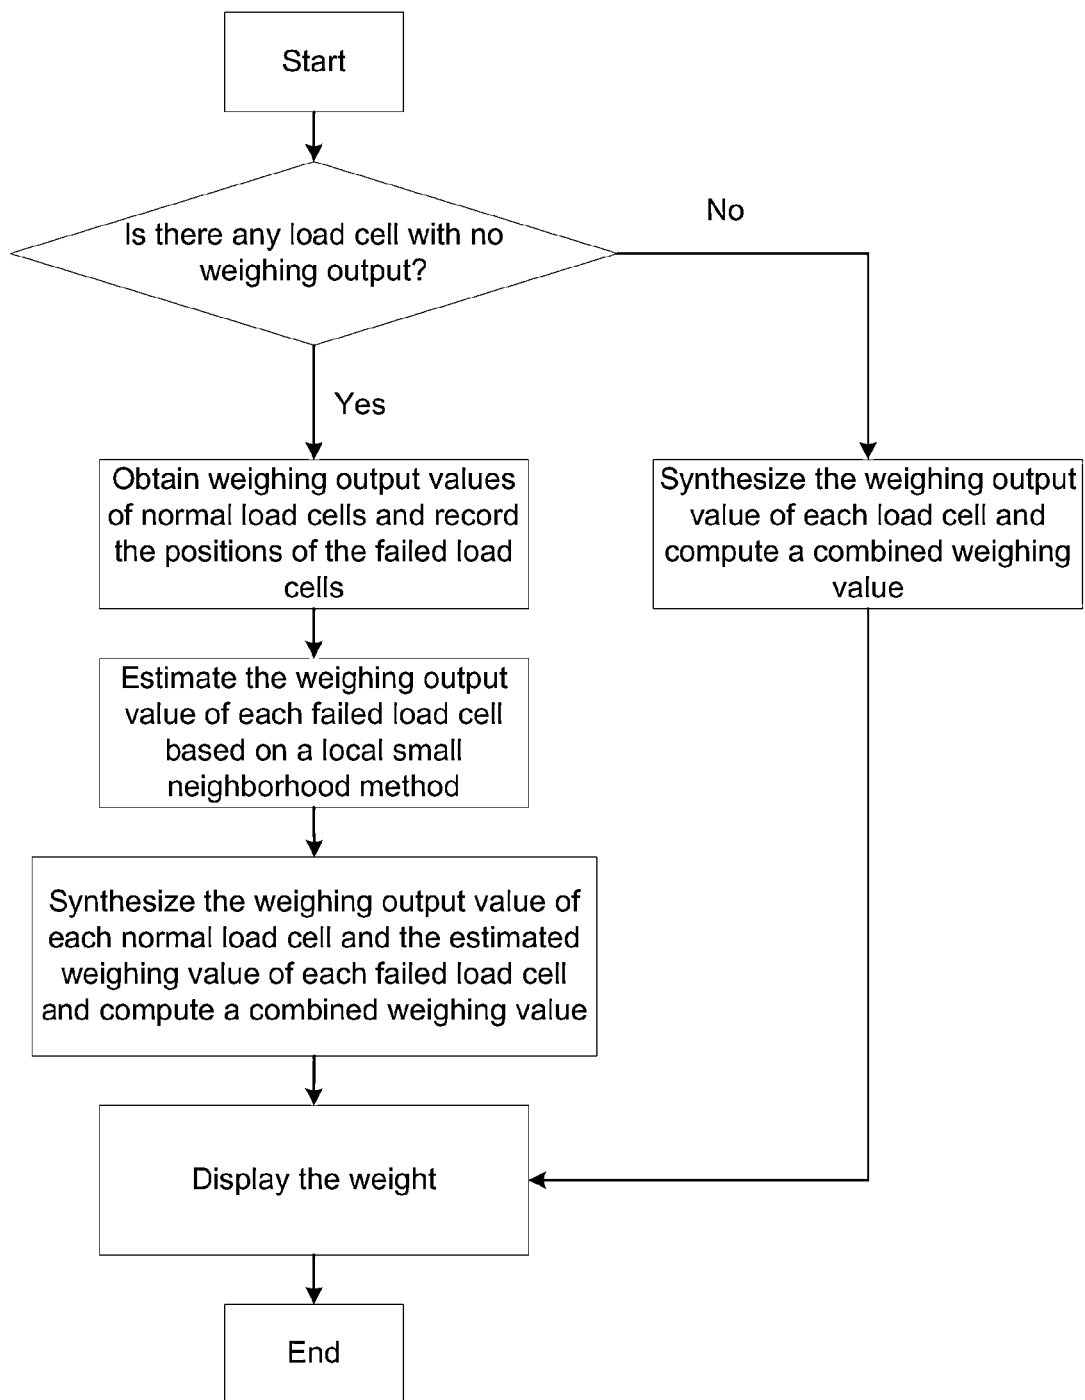 Start
Is there any load cell with no
weighing output?
No
Yes
Obtain weighing output values
of normal load cells and record
the positions of the failed load
cells
Synthesize the weighing output
value of each load cell and
compute a combined weighing
value
Estimate the weighing output
value of each failed load cell
based on a local small
neighborhood method
Synthesize the weighing output value of
each normal load cell and the estimated
weighing value of each failed load cell
and compute a combined weighing value
Display the weight
End